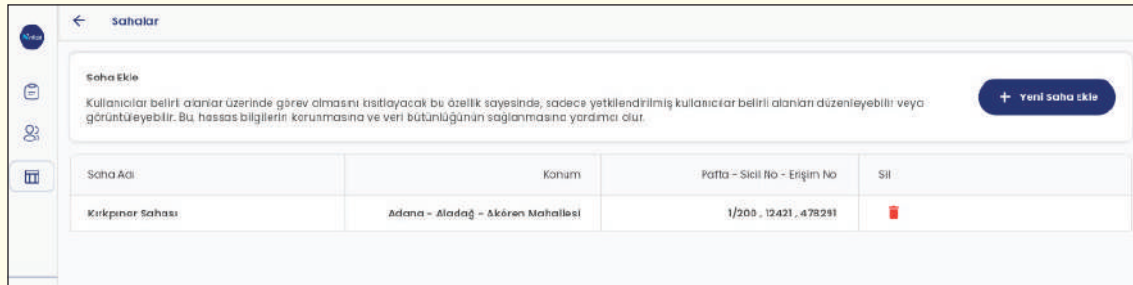 Sahalar
Saha Ekle
Kullanıcılar belirli alanlar üzerinde görev almasını kısıtlayacak bu özellik sayesinde, sadece yetkilendirilmiş kullanıcılar belirli alanları düzenleyebilir veya
görüntüleyebilir. Bu, hassas bilgilerin korunmasına ve veri bütünlüğünün sağlanmasına yardımcı olur.
+ Yeni Saha Ekle
Saha Adı Konum Pafta - Sicil No - Erişim No Sil
Kırkpınar Sahası Adana - Aladağ - Akören Mahallesi 1/200 , 12421 , 478291